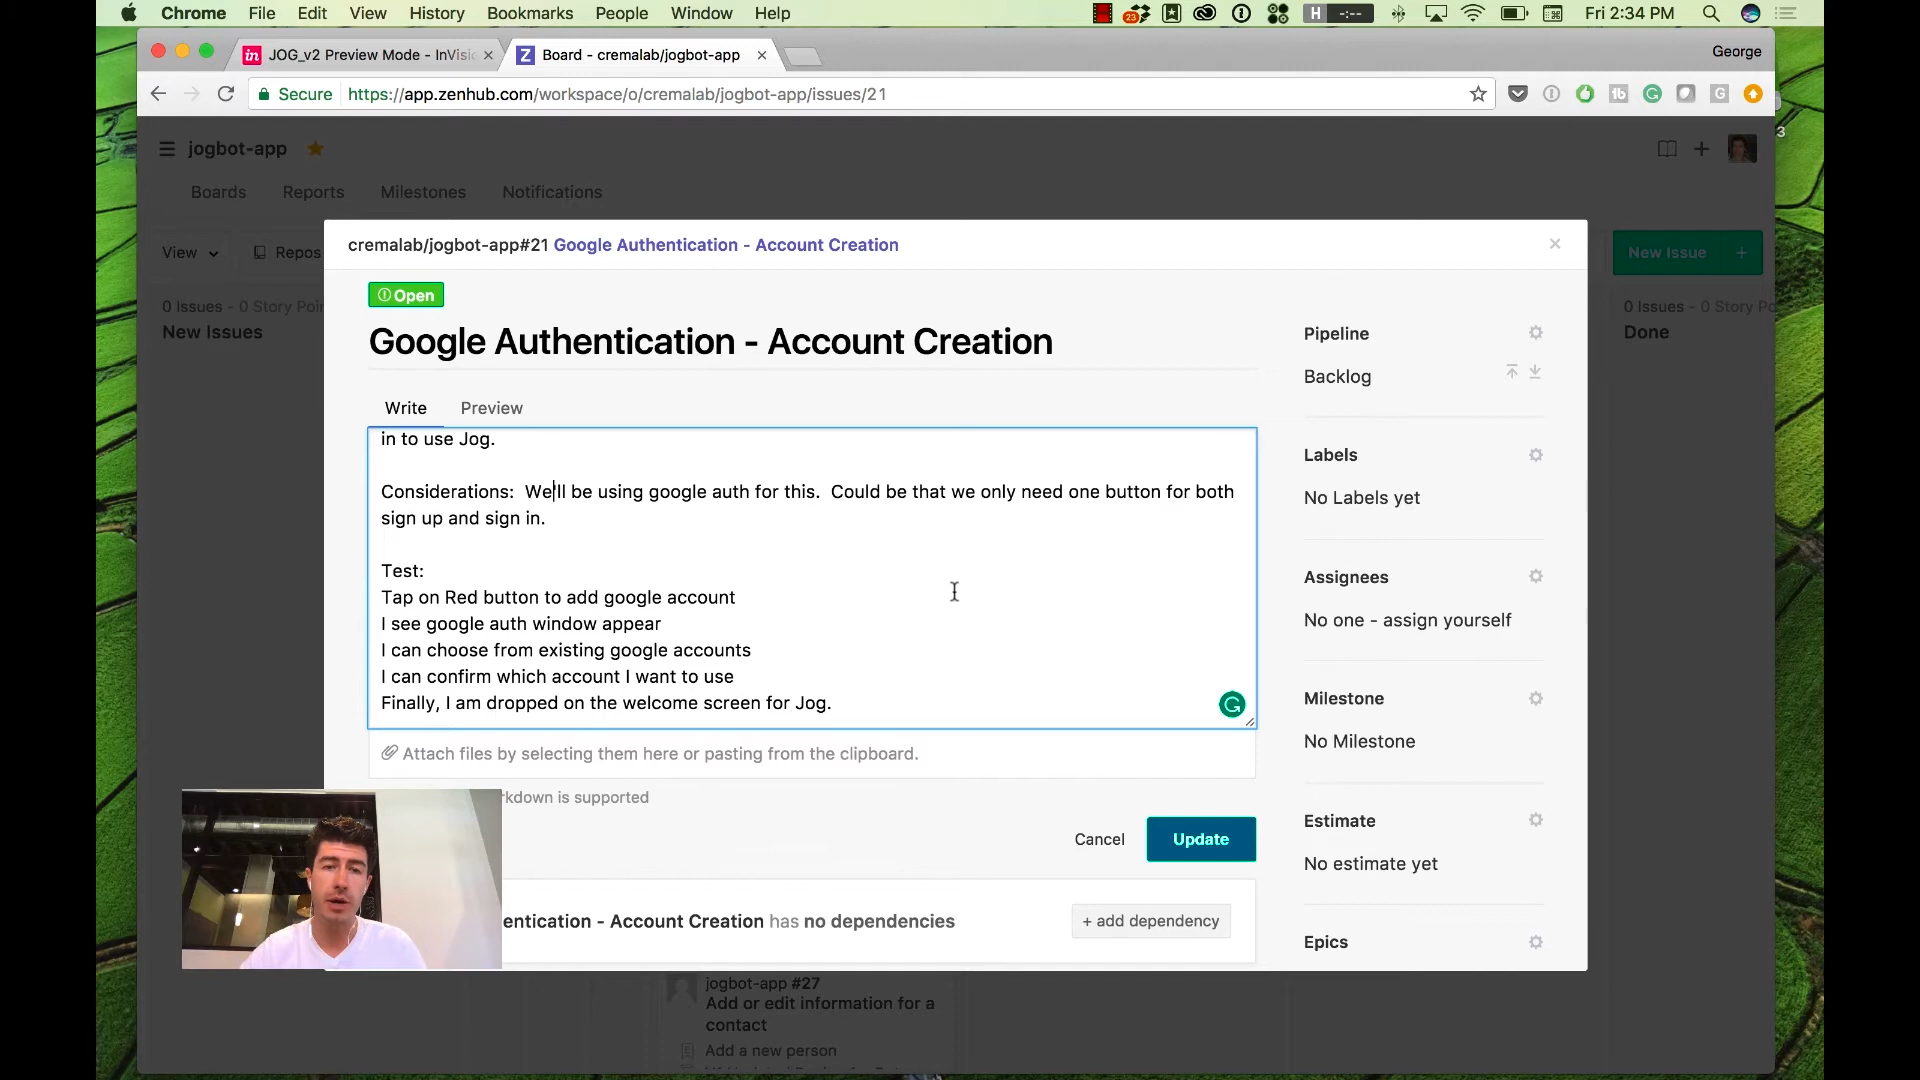 Chrome File Edit View History Bookmarks People Window Help
23
H -:--
Fri 2:34 PM
JOG_v2 Preview Mode - InVisi
Board - cremalab/jogbot-app
George
Secure https://app.zenhub.com/workspace/o/cremalab/jogbot-app/issues/21
3
jogbot-app
Boards Reports Milestones Notifications
View Repos
New Issue +
0 Issues - 0 Story Poin
New Issues
0 Issues - 0 Story Po
Done
cremalab/jogbot-app#21 Google Authentication - Account Creation
Open
Google Authentication - Account Creation
Write Preview
in to use Jog.
Considerations:  We'll be using google auth for this.  Could be that we only need one button for both
sign up and sign in.
Test:
Tap on Red button to add google account
I see google auth window appear
I can choose from existing google accounts
I can confirm which account I want to use
Finally, I am dropped on the welcome screen for Jog.
Attach files by selecting them here or pasting from the clipboard.
rkdown is supported
Cancel Update
entication - Account Creation has no dependencies
+ add dependency
Pipeline
Backlog
Labels
No Labels yet
Assignees
No one - assign yourself
Milestone
No Milestone
Estimate
No estimate yet
Epics
jogbot-app #27
Add or edit information for a
contact
Add a new person